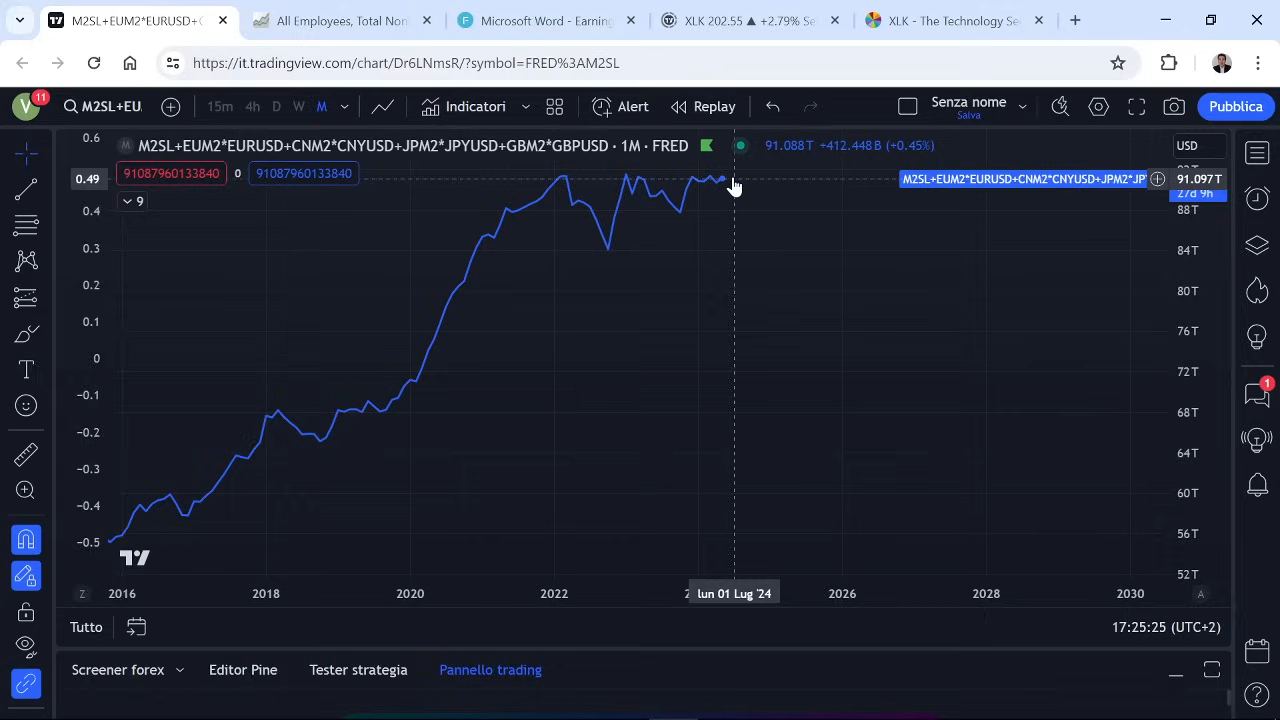 M2SL+EUM2*EURUSD+C
All Employees, Total Non
Microsoft Word - Earning
XLK 202.55 ▲ +2.79% Se
XLK - The Technology Se
https://it.tradingview.com/chart/Dr6LNmsR/?symbol=FRED%3AM2SL
V 11
M2SL+EU.
15m 4h D W M
Indicatori
Alert
Replay
Senza nome
Salva
Pubblica
M M2SL+EUM2*EURUSD+CNM2*CNYUSD+JPM2*JPYUSD+GBM2*GBPUSD · 1M · FRED
91.088T +412.448B (+0.45%)
USD
91087960133840 0 91087960133840
9
0.6
0.49
0.4
0.3
0.2
0.1
0
-0.1
-0.2
-0.3
-0.4
-0.5
M2SL+EUM2*EURUSD+CNM2*CNYUSD+JPM2*JP
91.097T
27d 9h
88T
84T
80T
76T
72T
68T
64T
60T
56T
52T
1
Z 2016 2018 2020 2022 lun 01 Lug '24 2026 2028 2030 A
Tutto
17:25:25 (UTC+2)
Screener forex
Editor Pine
Tester strategia
Pannello trading